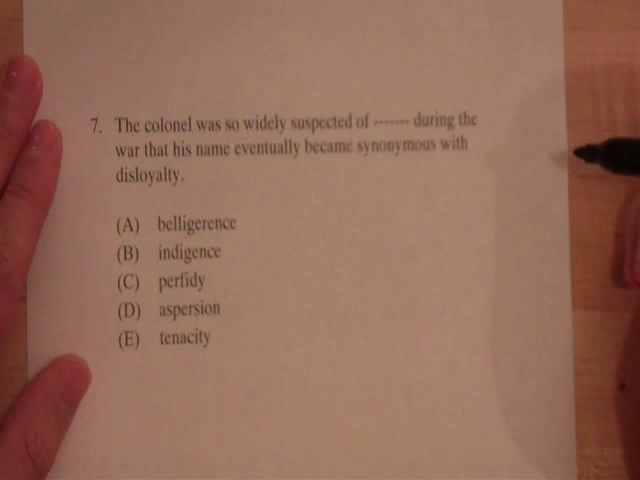 7. The colonel was so widely suspected of ------- during the
war that his name eventually became synonymous with
disloyalty.
(A) belligerence
(B) indigence
(C) perfidy
(D) aspersion
(E) tenacity